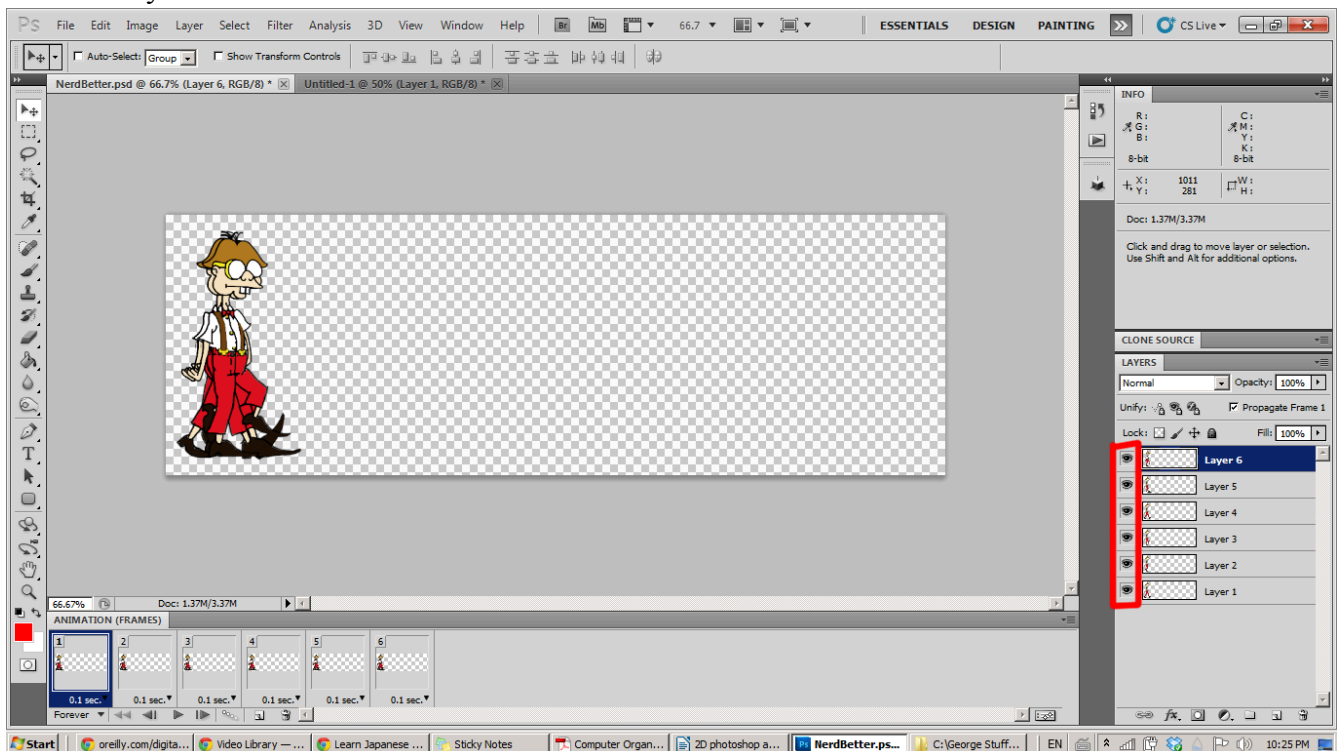 PS File Edit Image Layer Select Filter Analysis 3D View Window Help Br Mb 66.7 ESSENTIALS DESIGN PAINTING >> CS Live
Auto-Select: Group Show Transform Controls
NerdBetter.psd @ 66.7% (Layer 6, RGB/8) * Untitled-1 @ 50% (Layer 1, RGB/8) *
INFO
R: C:
G: M:
B: Y:
K:
8-bit 8-bit
X: 1011 W:
Y: 281 H:
Doc: 1.37M/3.37M
Click and drag to move layer or selection.
Use Shift and Alt for additional options.
CLONE SOURCE
LAYERS
Normal Opacity: 100%
Unify: Propagate Frame 1
Lock: Fill: 100%
Layer 6
Layer 5
Layer 4
Layer 3
Layer 2
Layer 1
66.67% Doc: 1.37M/3.37M
ANIMATION (FRAMES)
1 2 3 4 5 6
0.1 sec. 0.1 sec. 0.1 sec. 0.1 sec. 0.1 sec. 0.1 sec.
Forever
Start oreilly.com/digita... Video Library — ... Learn Japanese ... Sticky Notes Computer Organ... 2D photoshop a... Ps NerdBetter.ps... C:\George Stuff... EN 10:25 PM